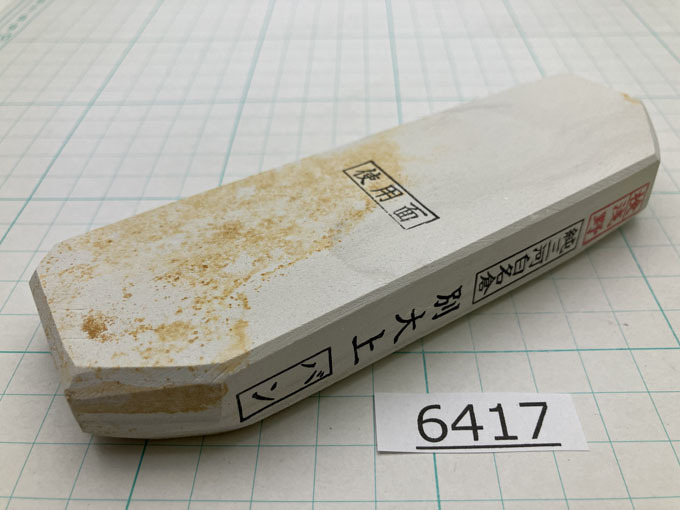 使用面
純三河白名倉
別大上
バン
6417